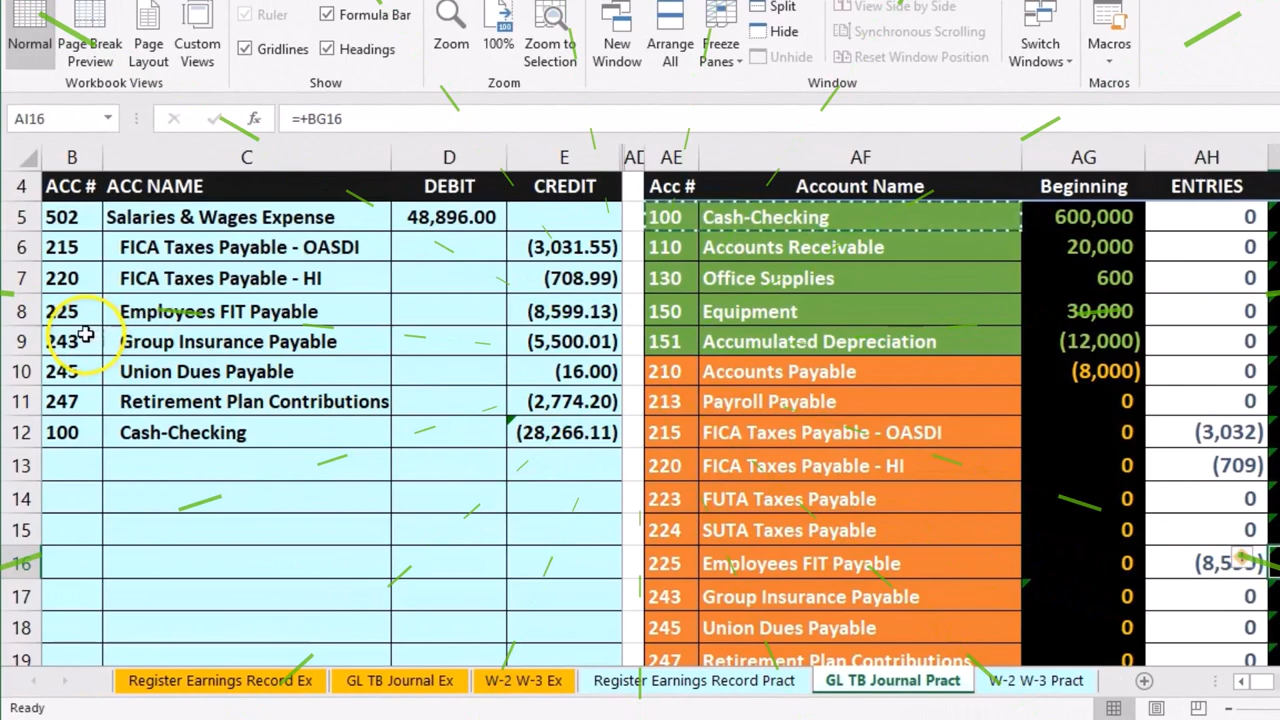 Ruler Formula Bar
Gridlines Headings
Normal Page Break Preview Page Layout Custom Views
Workbook Views Show
Zoom 100% Zoom to Selection
100
Zoom
New Window Arrange All Freeze Panes
Split
Hide
Unhide
View Side by Side
Synchronous Scrolling
Reset Window Position
Window
Switch Windows
Macros
Macros
AI16 fx =+BG16
B C D E AD AE AF AG AH
4 ACC # ACC NAME DEBIT CREDIT Acc # Account Name Beginning ENTRIES
5 502 Salaries & Wages Expense 48,896.00 100 Cash-Checking 600,000 0
6 215 FICA Taxes Payable - OASDI (3,031.55) 110 Accounts Receivable 20,000 0
7 220 FICA Taxes Payable - HI (708.99) 130 Office Supplies 600 0
8 225 Employees FIT Payable (8,599.13) 150 Equipment 30,000 0
9 243 Group Insurance Payable (5,500.01) 151 Accumulated Depreciation (12,000) 0
10 245 Union Dues Payable (16.00) 210 Accounts Payable (8,000) 0
11 247 Retirement Plan Contributions (2,774.20) 213 Payroll Payable 0 0
12 100 Cash-Checking (28,266.11) 215 FICA Taxes Payable - OASDI 0 (3,032)
13 220 FICA Taxes Payable - HI 0 (709)
14 223 FUTA Taxes Payable 0 0
15 224 SUTA Taxes Payable 0 0
16 225 Employees FIT Payable 0
17 243 Group Insurance Payable 0 0
18 245 Union Dues Payable 0 0
19 247 Retirement Plan Contributions 0 0
Register Earnings Record Ex GL TB Journal Ex W-2 W-3 Ex Register Earnings Record Pract GL TB Journal Pract W-2 W-3 Pract
Ready